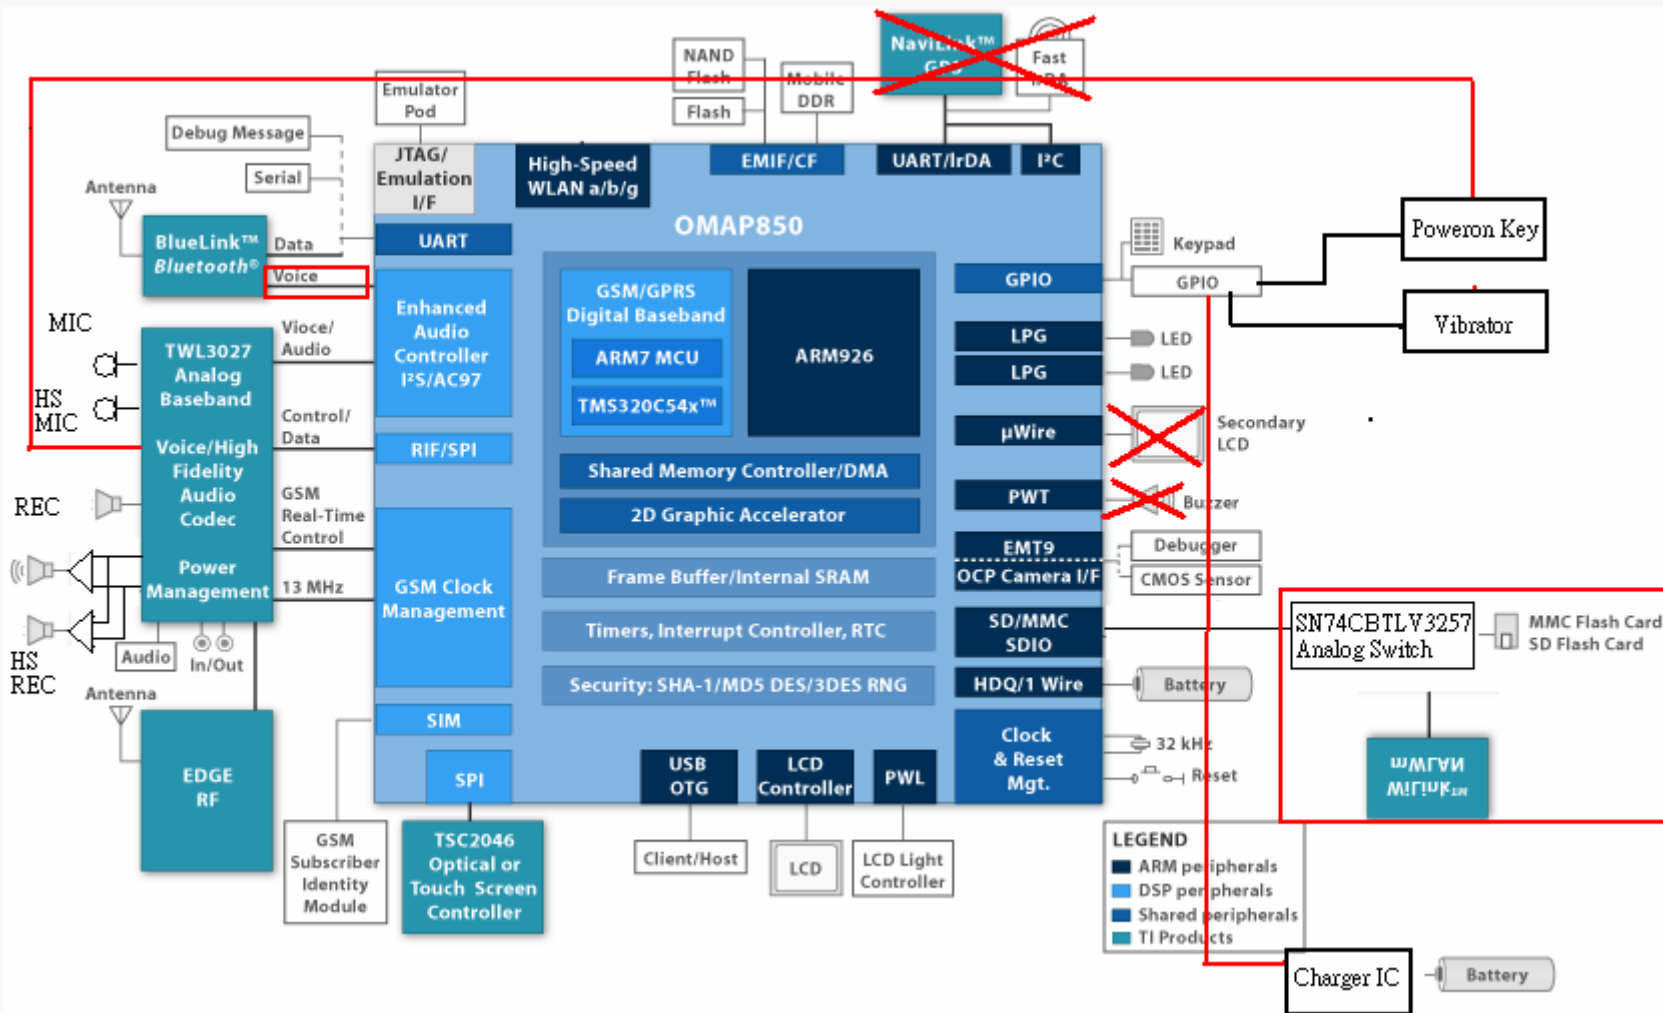 NaviLink™
GPS
Fast
IrDA
NAND
Flash
Flash
Mobile
DDR
Emulator
Pod
Debug Message
Serial
Antenna
BlueLink™
Bluetooth®
Data
Voice
JTAG/
Emulation
I/F
High-Speed
WLAN a/b/g
EMIF/CF
UART/IrDA
I²C
OMAP850
UART
Enhanced
Audio
Controller
I²S/AC97
RIF/SPI
GSM Clock
Management
SIM
SPI
GSM/GPRS
Digital Baseband
ARM7 MCU
TMS320C54x™
ARM926
Shared Memory Controller/DMA
2D Graphic Accelerator
Frame Buffer/Internal SRAM
Timers, Interrupt Controller, RTC
Security: SHA-1/MD5 DES/3DES RNG
USB
OTG
LCD
Controller
PWL
GPIO
LPG
LPG
µWire
PWT
EMT9
OCP Camera I/F
SD/MMC
SDIO
HDQ/1 Wire
Clock
& Reset
Mgt.
MIC
HS
MIC
REC
HS
REC
TWL3027
Analog
Baseband
Voice/High
Fidelity
Audio
Codec
Power
Management
Vioce/
Audio
Control/
Data
GSM
Real-Time
Control
13 MHz
Audio
In/Out
Antenna
EDGE
RF
GSM
Subscriber
Identity
Module
TSC2046
Optical or
Touch Screen
Controller
Client/Host
LCD
LCD Light
Controller
Keypad
GPIO
LED
LED
Secondary
LCD
Buzzer
Debugger
CMOS Sensor
Battery
32 kHz
Reset
Poweron Key
Vibrator
SN74CBTLV3257
Analog Switch
MMC Flash Card
SD Flash Card
mWLAN
WiLink™
LEGEND
ARM peripherals
DSP peripherals
Shared peripherals
TI Products
Charger IC
Battery